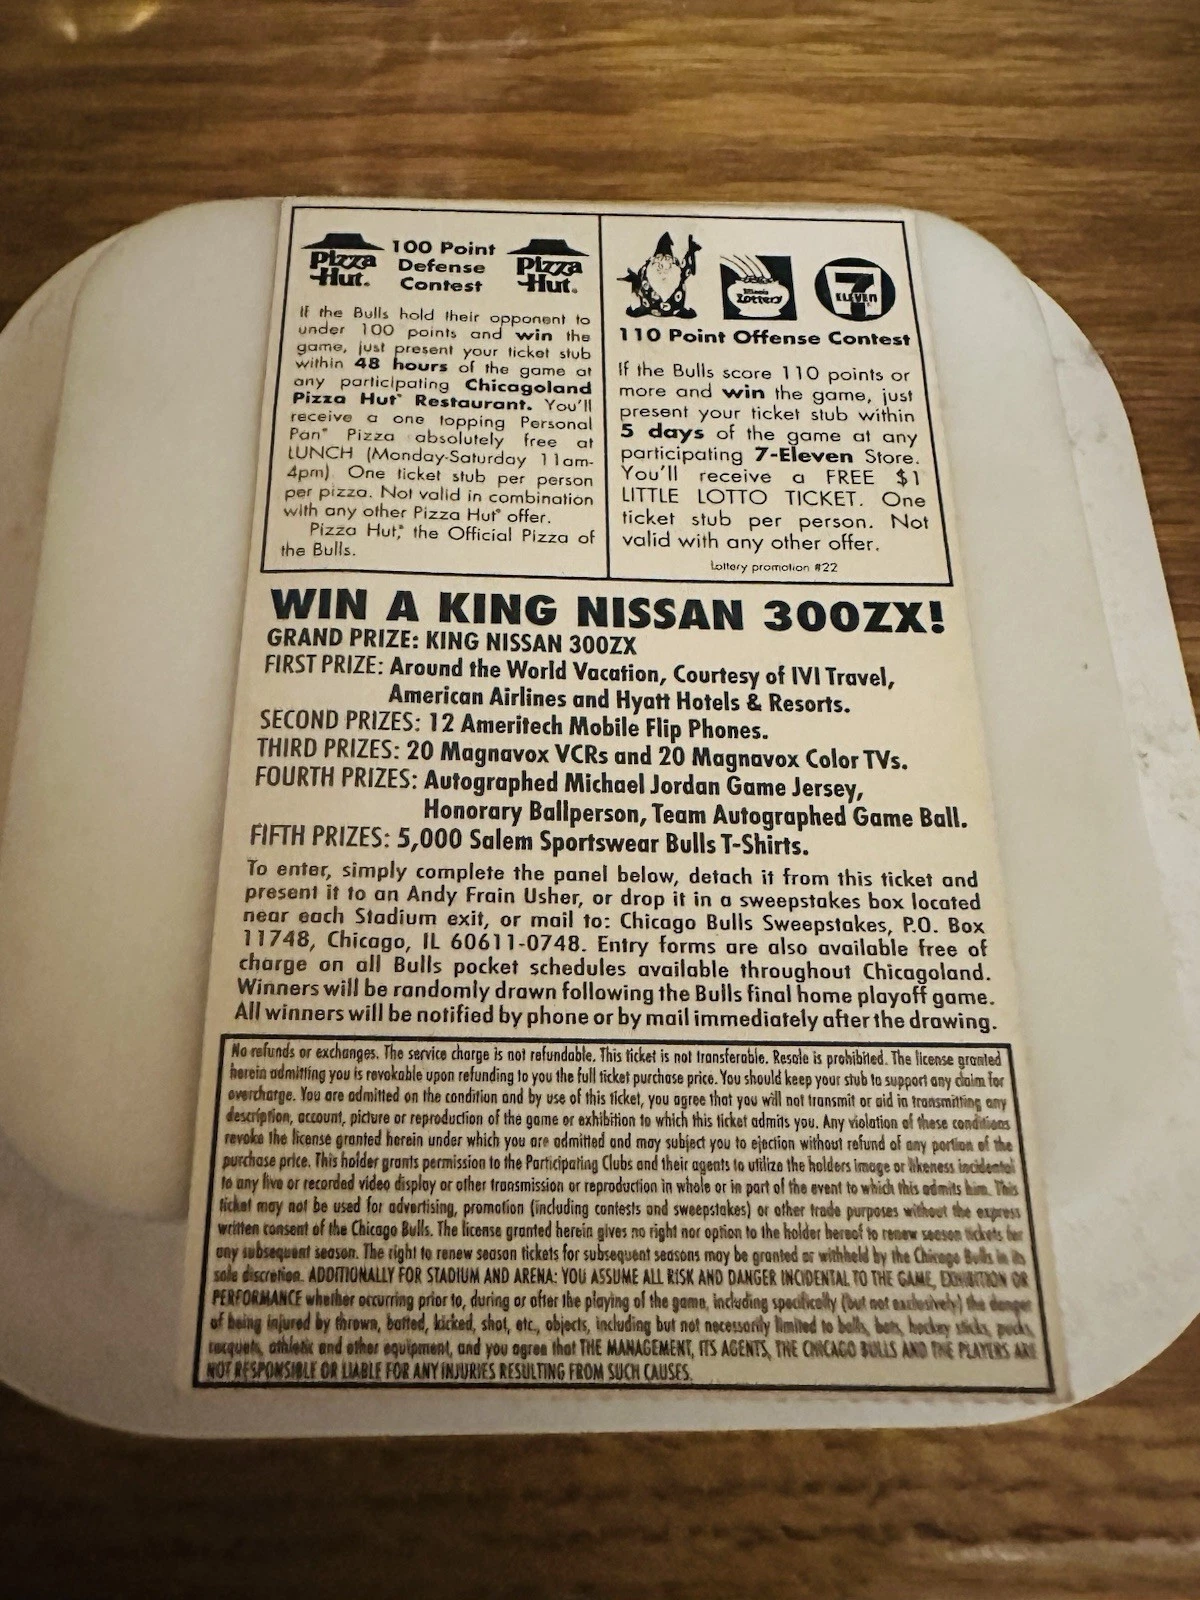 Pizza Hut® 100 Point Defense Contest Pizza Hut®
If the Bulls hold their opponent to
under 100 points and win the
game, just present your ticket stub
within 48 hours of the game at
any participating Chicagoland
Pizza Hut® Restaurant. You'll
receive a one topping Personal
Pan® Pizza absolutely free at
LUNCH (Monday-Saturday 11am-
4pm). One ticket stub per person
per pizza. Not valid in combination
with any other Pizza Hut® offer.
Pizza Hut,® the Official Pizza of
the Bulls.
Illinois Lottery 7 ELEVEN
110 Point Offense Contest
If the Bulls score 110 points or
more and win the game, just
present your ticket stub within
5 days of the game at any
participating 7-Eleven Store.
You'll receive a FREE $1
LITTLE LOTTO TICKET. One
ticket stub per person. Not
valid with any other offer.
Lottery promotion #22
WIN A KING NISSAN 300ZX!
GRAND PRIZE: KING NISSAN 300ZX
FIRST PRIZE: Around the World Vacation, Courtesy of IVI Travel,
American Airlines and Hyatt Hotels & Resorts.
SECOND PRIZES: 12 Ameritech Mobile Flip Phones.
THIRD PRIZES: 20 Magnavox VCRs and 20 Magnavox Color TVs.
FOURTH PRIZES: Autographed Michael Jordan Game Jersey,
Honorary Ballperson, Team Autographed Game Ball.
FIFTH PRIZES: 5,000 Salem Sportswear Bulls T-Shirts.
To enter, simply complete the panel below, detach it from this ticket and
present it to an Andy Frain Usher, or drop it in a sweepstakes box located
near each Stadium exit, or mail to: Chicago Bulls Sweepstakes, P.O. Box
11748, Chicago, IL 60611-0748. Entry forms are also available free of
charge on all Bulls pocket schedules available throughout Chicagoland.
Winners will be randomly drawn following the Bulls final home playoff game.
All winners will be notified by phone or by mail immediately after the drawing.
No refunds or exchanges. The service charge is not refundable. This ticket is not transferable. Resale is prohibited. The license granted
herein admitting you is revokable upon refunding to you the full ticket purchase price. You should keep your stub to support any claim for
overcharge. You are admitted on the condition and by use of this ticket, you agree that you will not transmit or aid in transmitting any
description, account, picture or reproduction of the game or exhibition to which this ticket admits you. Any violation of these conditions
revoke the license granted herein under which you are admitted and may subject you to ejection without refund of any portion of the
purchase price. This holder grants permission to the Participating Clubs and their agents to utilize the holders image or likeness incidental
to any live or recorded video display or other transmission or reproduction in whole or in part of the event to which this admits him. This
ticket may not be used for advertising, promotion (including contests and sweepstakes) or other trade purposes without the express
written consent of the Chicago Bulls. The license granted herein gives no right nor option to the holder hereof to renew season tickets for
any subsequent season. The right to renew season tickets for subsequent seasons may be granted or withheld by the Chicago Bulls in its
sole discretion. ADDITIONALLY FOR STADIUM AND ARENA: YOU ASSUME ALL RISK AND DANGER INCIDENTAL TO THE GAME, EXHIBITION OR
PERFORMANCE whether occurring prior to, during or after the playing of the game, including specifically (but not exclusively) the danger
of being injured by thrown, batted, kicked, shot, etc., objects, including but not necessarily limited to balls, bats, hockey sticks, pucks,
racquets, athletic and other equipment, and you agree that THE MANAGEMENT, ITS AGENTS, THE CHICAGO BULLS AND THE PLAYERS ARE
NOT RESPONSIBLE OR LIABLE FOR ANY INJURIES RESULTING FROM SUCH CAUSES.